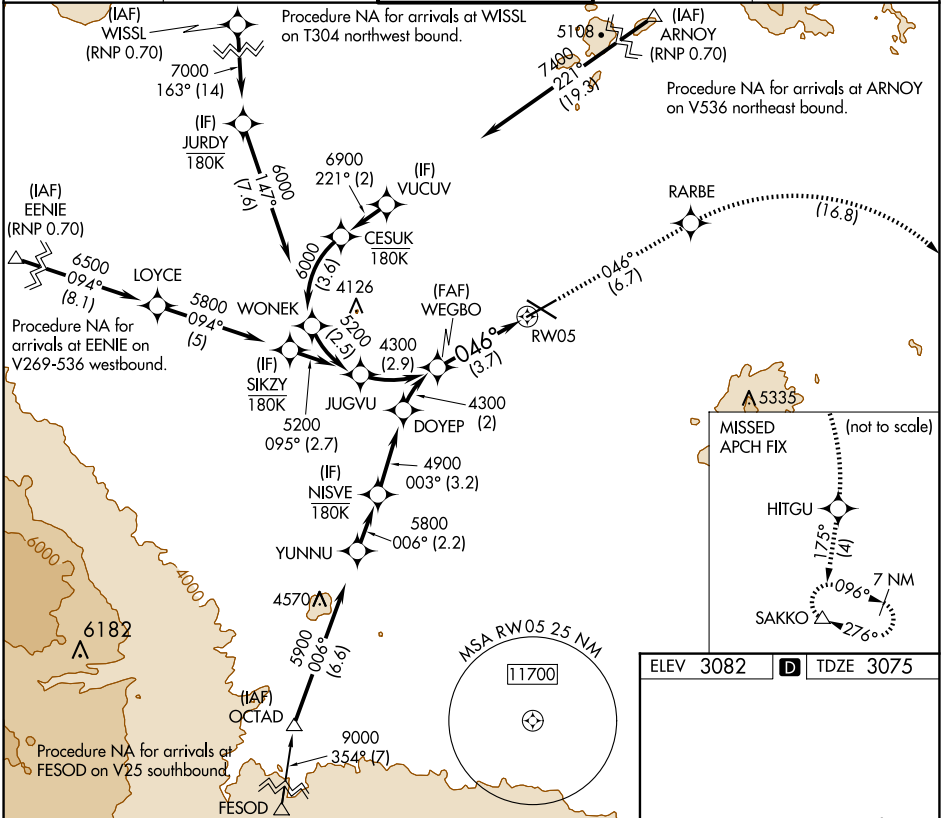 (IAF)
WISSL
(RNP 0.70)
Procedure NA for arrivals at WISSL
on T304 northwest bound.
5108
(IAF)
ARNOY
(RNP 0.70)
7400
221°
(19.3)
Procedure NA for arrivals at ARNOY
on V536 northeast bound.
7000
163° (14)
(IF)
JURDY
180K
6000
147°
(7.6)
6900
221° (2)
(IF)
VUCUV
CESUK
180K
6000
(3.6)
RARBE
(16.8)
046°
(6.7)
(IAF)
EENIE
(RNP 0.70)
6500
094°
(8.1)
LOYCE
5800
094°
(5)
Procedure NA for
arrivals at EENIE on
V269-536 westbound.
WONEK
4126
5200
(2.5)
(FAF)
WEGBO
4300
(2.9)
046°
(3.7)
RW05
(IF)
SIKZY
180K
JUGVU
5200
095° (2.7)
4300
(2)
DOYEP
4900
003° (3.2)
(IF)
NISVE
180K
5800
006° (2.2)
YUNNU
5335
MISSED
APCH FIX
(not to scale)
HITGU
175°
(4)
7 NM
096°
SAKKO
276°
6000
4000
6182
4570
5900
006°
(6.6)
(IAF)
OCTAD
9000
354° (7)
Procedure NA for arrivals at
FESOD on V25 southbound.
FESOD
MSA RW05 25 NM
11700
ELEV 3082
D
TDZE 3075